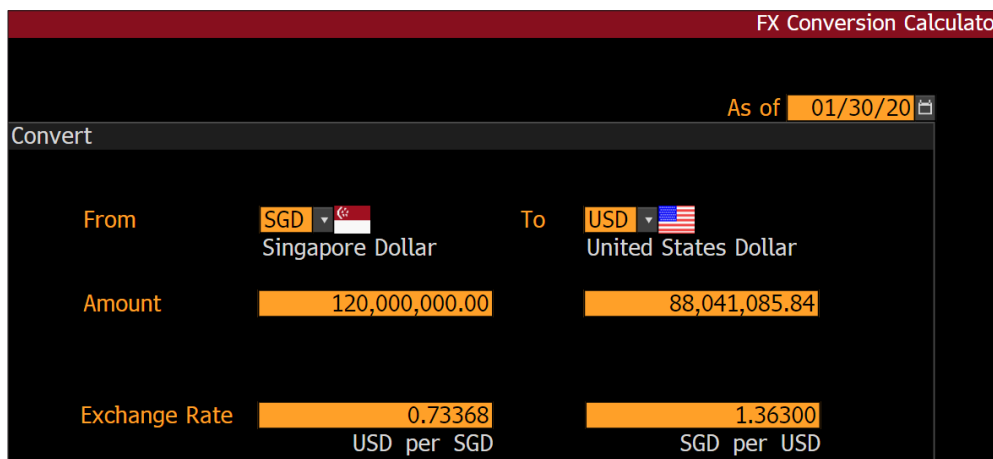 FX Conversion Calculato
As of 01/30/20
Convert
From SGD To USD
Singapore Dollar United States Dollar
Amount 120,000,000.00 88,041,085.84
Exchange Rate 0.73368 1.36300
USD per SGD SGD per USD